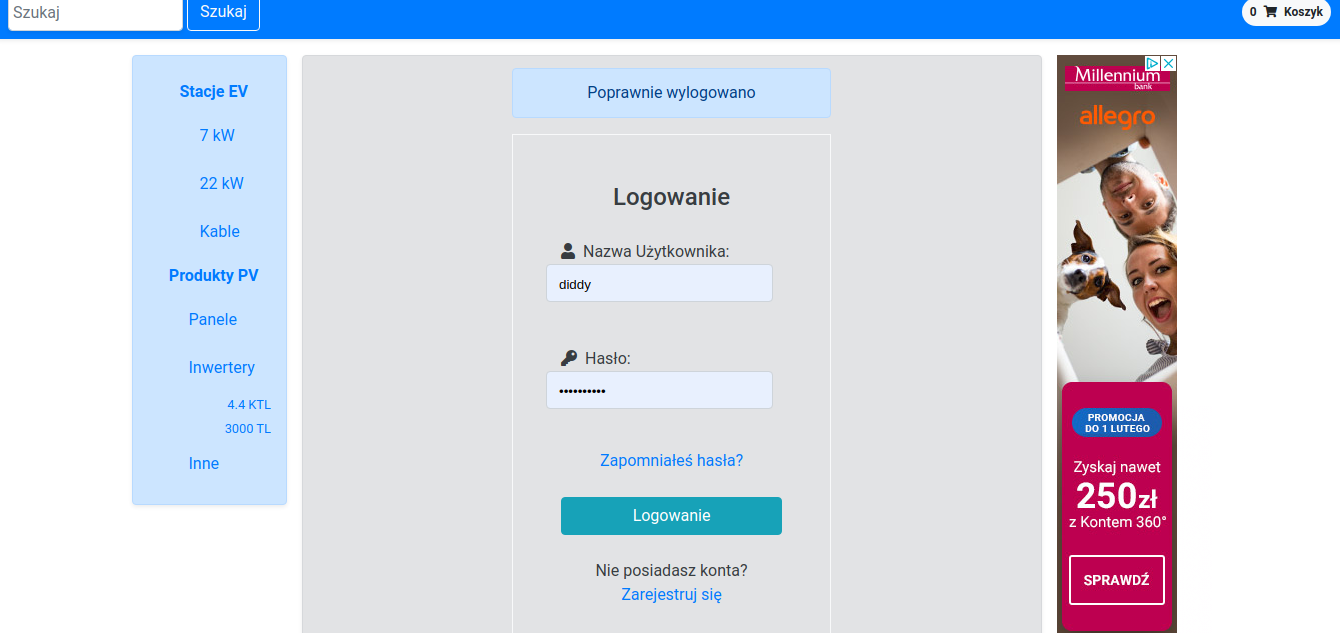 Szukaj
Szukaj
0 Koszyk
Stacje EV
7 kW
22 kW
Kable
Produkty PV
Panele
Inwertery
4.4 KTL
3000 TL
Inne
Poprawnie wylogowano
Logowanie
Nazwa Użytkownika:
diddy
Hasło:
••••••••••
Zapomniałeś hasła?
Logowanie
Nie posiadasz konta?
Zarejestruj się
Millennium
bank
allegro
PROMOCJA
DO 1 LUTEGO
Zyskaj nawet
250zł
z Kontem 360°
SPRAWDŹ